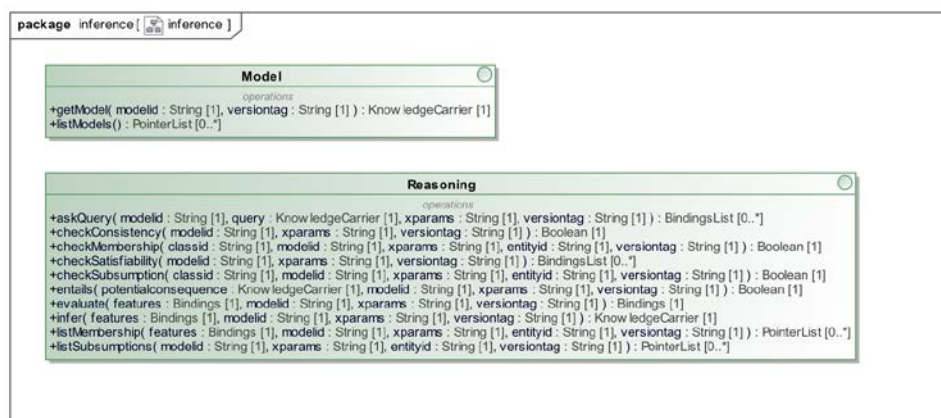 package inference [ inference ]
Model
operations
+getModel( modelid : String [1], versiontag : String [1] ) : KnowledgeCarrier [1]
+listModels() : PointerList [0..*]
Reasoning
operations
+askQuery( modelid : String [1], query : KnowledgeCarrier [1], xparams : String [1], versiontag : String [1] ) : BindingsList [0..*]
+checkConsistency( modelid : String [1], xparams : String [1], versiontag : String [1] ) : Boolean [1]
+checkMembership( classid : String [1], modelid : String [1], xparams : String [1], entityid : String [1], versiontag : String [1] ) : Boolean [1]
+checkSatisfiability( modelid : String [1], xparams : String [1], versiontag : String [1] ) : BindingsList [0..*]
+checkSubsumption( classid : String [1], modelid : String [1], xparams : String [1], entityid : String [1], versiontag : String [1] ) : Boolean [1]
+entails( potentialconsequence : KnowledgeCarrier [1], modelid : String [1], xparams : String [1], versiontag : String [1] ) : Boolean [1]
+evaluate( features : Bindings [1], modelid : String [1], xparams : String [1], versiontag : String [1] ) : Bindings [1]
+infer( features : Bindings [1], modelid : String [1], xparams : String [1], versiontag : String [1] ) : KnowledgeCarrier [1]
+listMembership( features : Bindings [1], modelid : String [1], xparams : String [1], entityid : String [1], versiontag : String [1] ) : PointerList [0..*]
+listSubsumptions( modelid : String [1], xparams : String [1], entityid : String [1], versiontag : String [1] ) : PointerList [0..*]